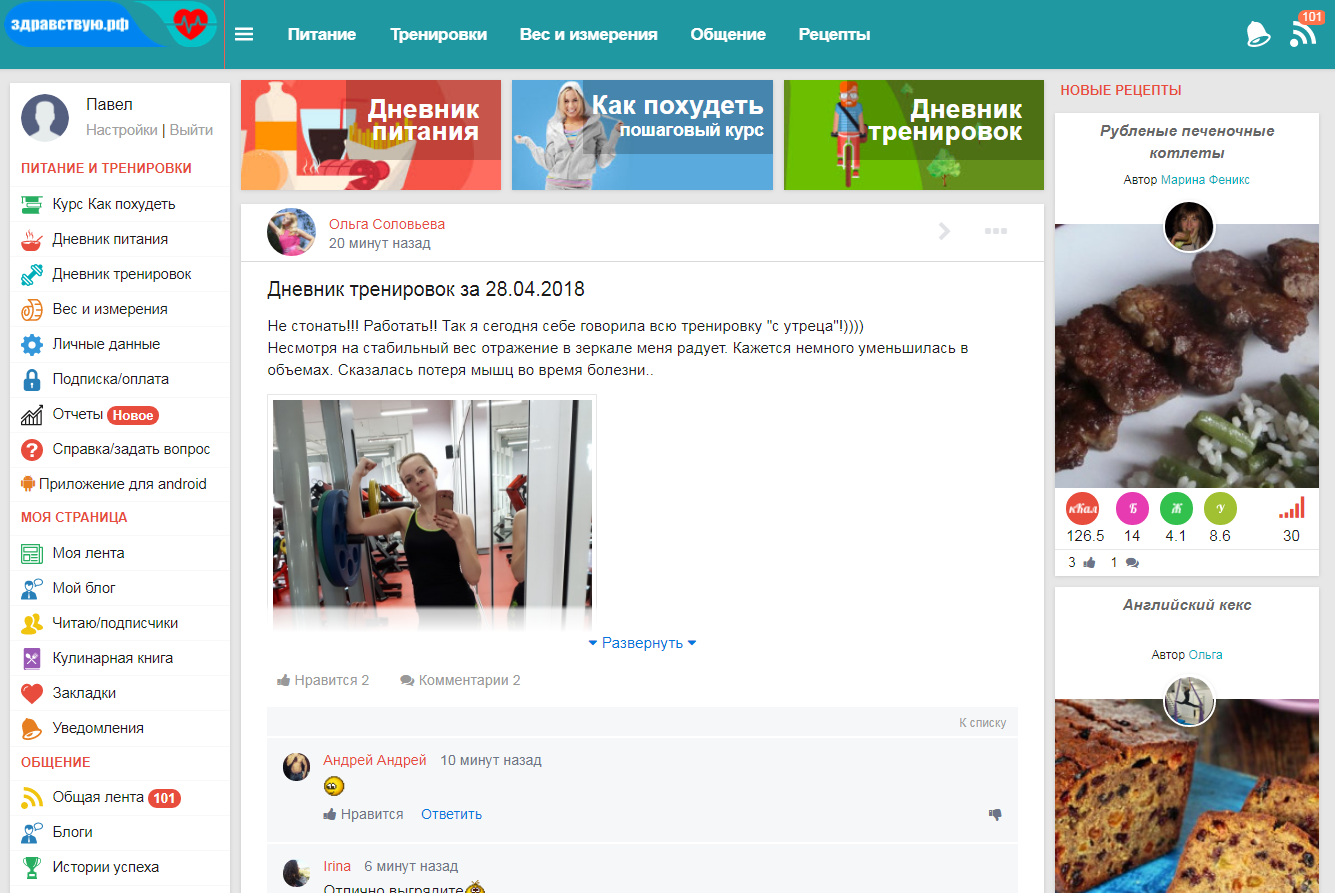 здравствую.рф
Питание
Тренировки
Вес и измерения
Общение
Рецепты
101
Павел
Настройки | Выйти
ПИТАНИЕ И ТРЕНИРОВКИ
Курс Как похудеть
Дневник питания
Дневник тренировок
Вес и измерения
Личные данные
Подписка/оплата
Отчеты Новое
Справка/задать вопрос
Приложение для android
МОЯ СТРАНИЦА
Моя лента
Мой блог
Читаю/подписчики
Кулинарная книга
Закладки
Уведомления
ОБЩЕНИЕ
Общая лента 101
Блоги
Истории успеха
Дневник
питания
Как похудеть
пошаговый курс
Дневник
тренировок
Ольга Соловьева
20 минут назад
Дневник тренировок за 28.04.2018
Не стонать!!! Работать!! Так я сегодня себе говорила всю тренировку "с утреца"!))))
Несмотря на стабильный вес отражение в зеркале меня радует. Кажется немного уменьшилась в
объемах. Сказалась потеря мышц во время болезни..
Развернуть
Нравится 2
Комментарии 2
К списку
Андрей Андрей 10 минут назад
Нравится
Ответить
Irina 6 минут назад
Отлично выглядите
НОВЫЕ РЕЦЕПТЫ
Рубленые печеночные
котлеты
Автор Марина Феникс
кКал
Б
Ж
У
126.5
14
4.1
8.6
30
3
1
Английский кекс
Автор Ольга